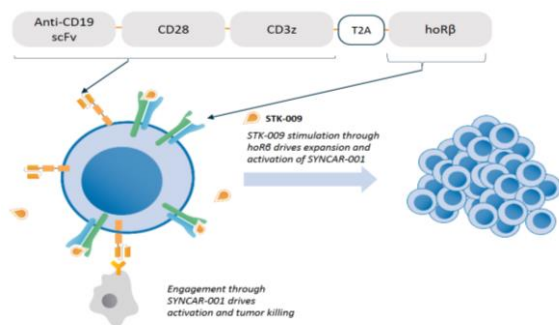 Anti-CD19
scFv
CD28
CD3z
T2A
hoRβ
STK-009
STK-009 stimulation through
hoRβ drives expansion and
activation of SYNCAR-001
Engagement through
SYNCAR-001 drives
activation and tumor killing